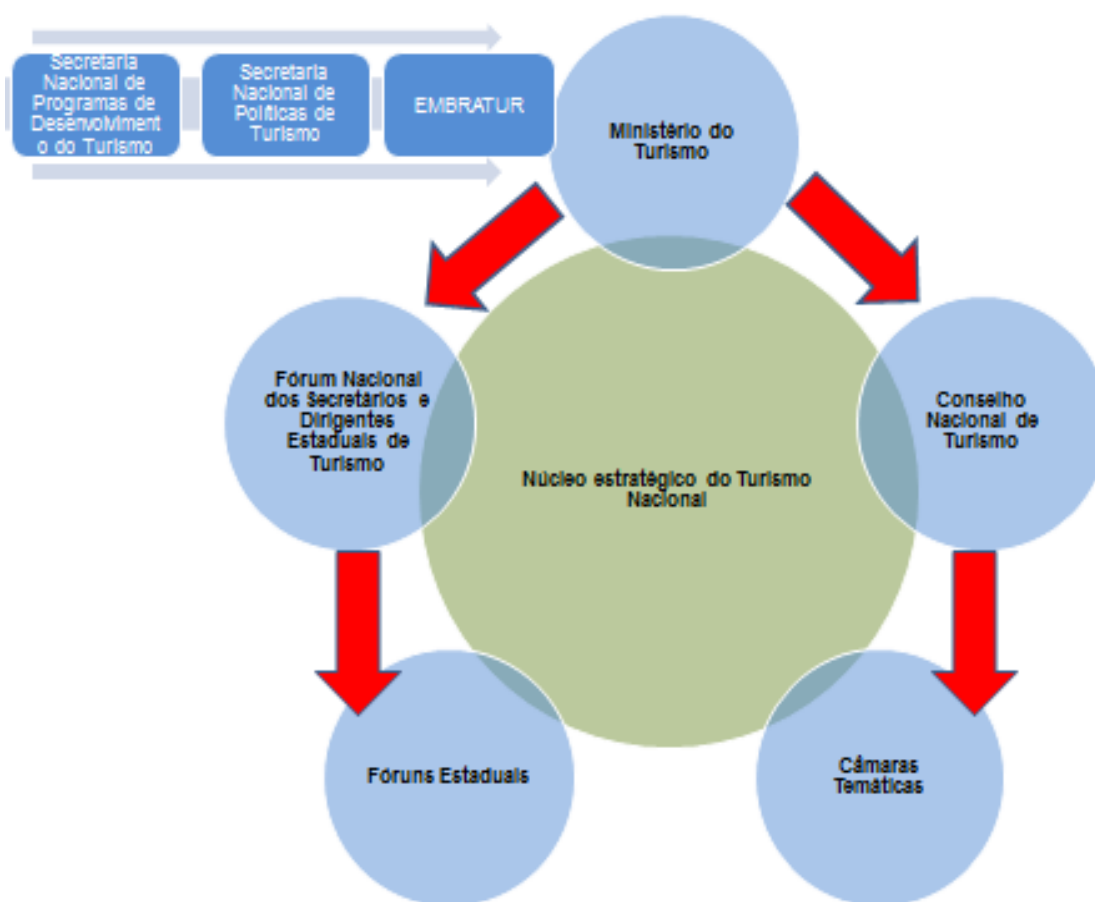 Secretaria
Nacional de
Programas de
Desenvolviment
o do Turismo
Secretaria
Nacional de
Políticas de
Turismo
EMBRATUR
Ministério do
Turismo
Fórum Nacional
dos Secretários e
Dirigentes
Estaduais de
Turismo
Conselho
Nacional de
Turismo
Núcleo estratégico do Turismo
Nacional
Fóruns Estaduais
Câmaras
Temáticas